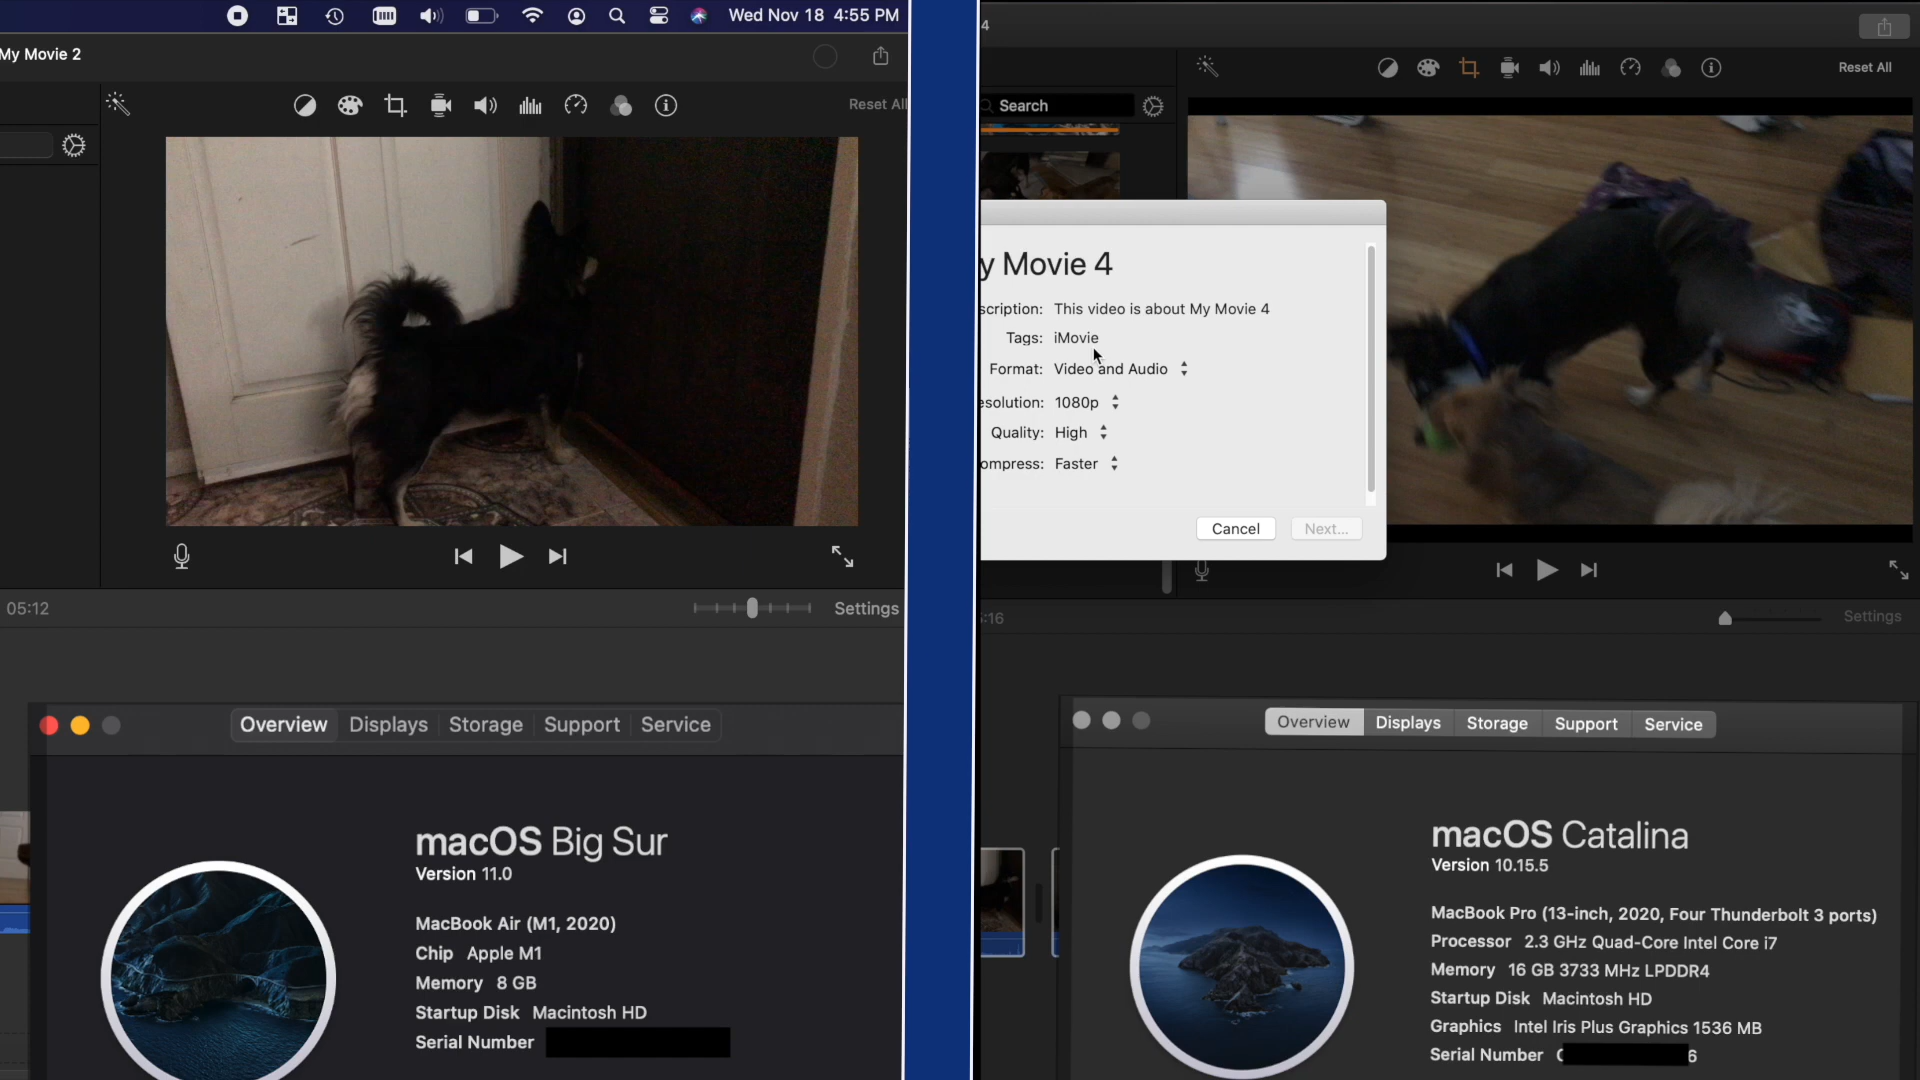 Wed Nov 18 4:55 PM
My Movie 2
Reset All
05:12
Settings
Overview
Displays
Storage
Support
Service
macOS Big Sur
Version 11.0
MacBook Air (M1, 2020)
Chip Apple M1
Memory 8 GB
Startup Disk Macintosh HD
Serial Number
4
Reset All
Search
y Movie 4
scription: This video is about My Movie 4
Tags: iMovie
Format: Video and Audio
esolution: 1080p
Quality: High
ompress: Faster
Cancel
Next...
:16
Settings
Overview
Displays
Storage
Support
Service
macOS Catalina
Version 10.15.5
MacBook Pro (13-inch, 2020, Four Thunderbolt 3 ports)
Processor 2.3 GHz Quad-Core Intel Core i7
Memory 16 GB 3733 MHz LPDDR4
Startup Disk Macintosh HD
Graphics Intel Iris Plus Graphics 1536 MB
Serial Number C 6